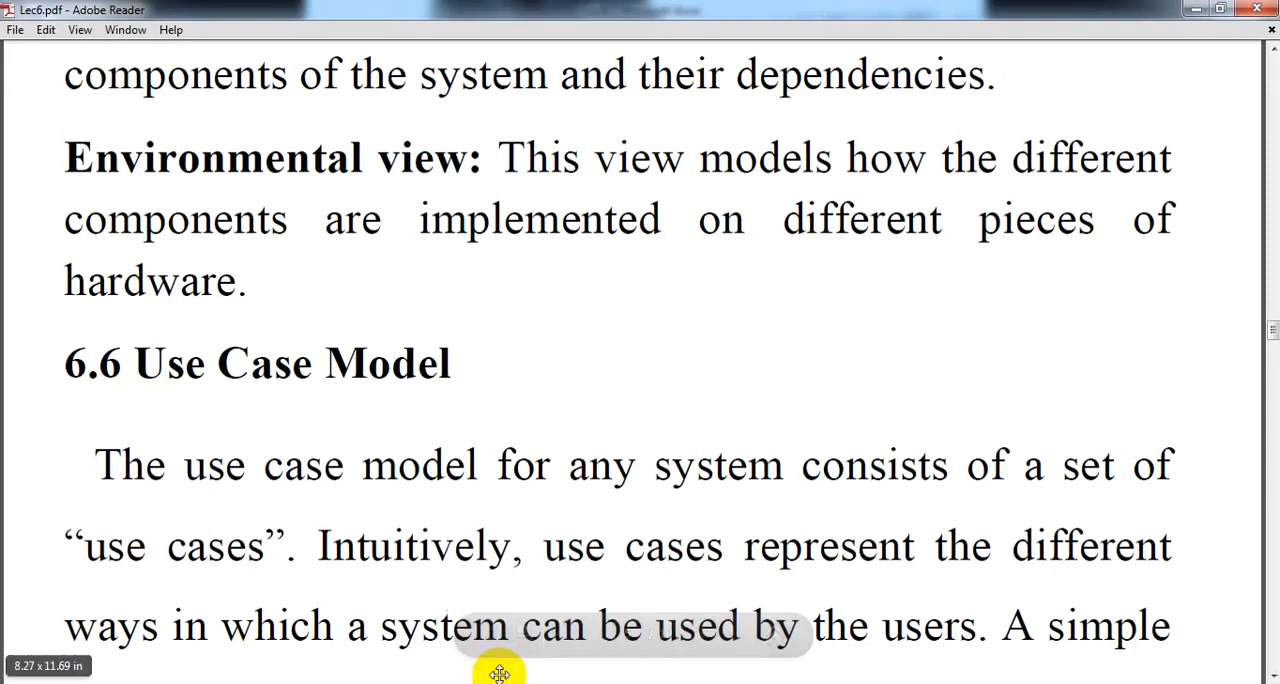 Lec6.pdf - Adobe Reader
File Edit View Window Help
components of the system and their dependencies.
Environmental view: This view models how the different
components are implemented on different pieces of
hardware.
6.6 Use Case Model
The use case model for any system consists of a set of
“use cases”. Intuitively, use cases represent the different
ways in which a system can be used by the users. A simple
8.27 x 11.69 in